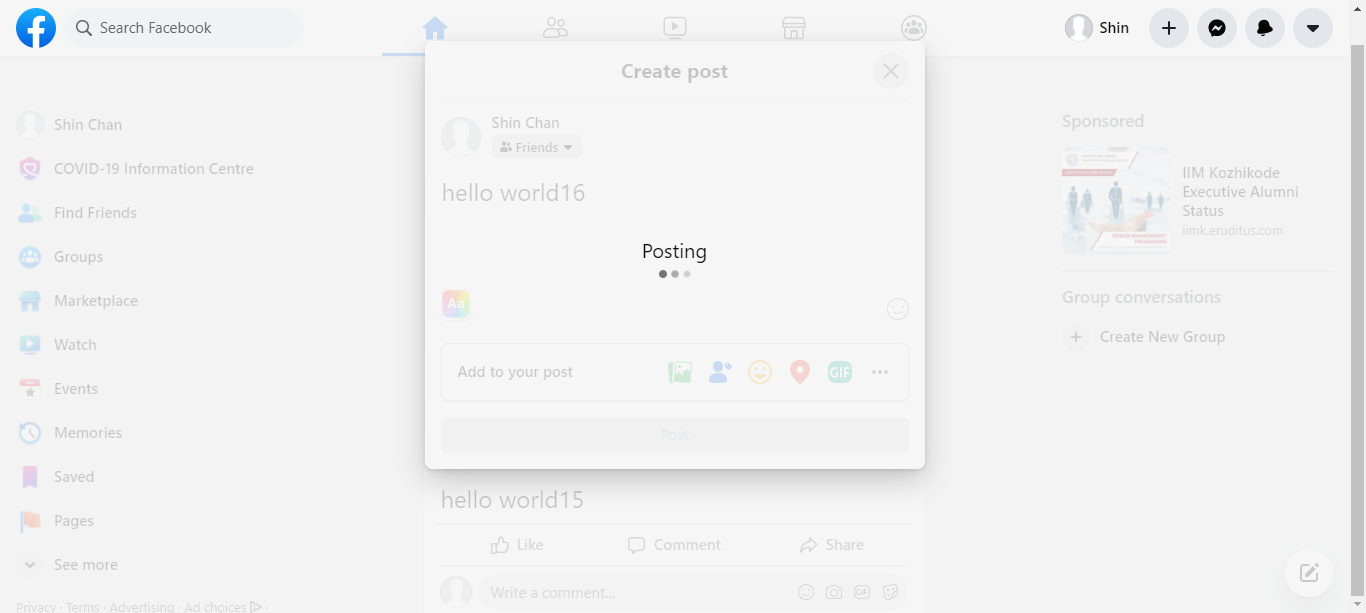 Search Facebook
Shin
Create post
Shin Chan
Friends
hello world16
Posting
Aa
Add to your post
GIF
Post
hello world15
Like
Comment
Share
Write a comment...
GIF
Shin Chan
COVID-19 Information Centre
Find Friends
Groups
Marketplace
Watch
Events
Memories
Saved
Pages
See more
Privacy · Terms · Advertising · Ad choices ·
Sponsored
IIM Kozhikode
Executive Alumni
Status
iimk.eruditus.com
Group conversations
Create New Group